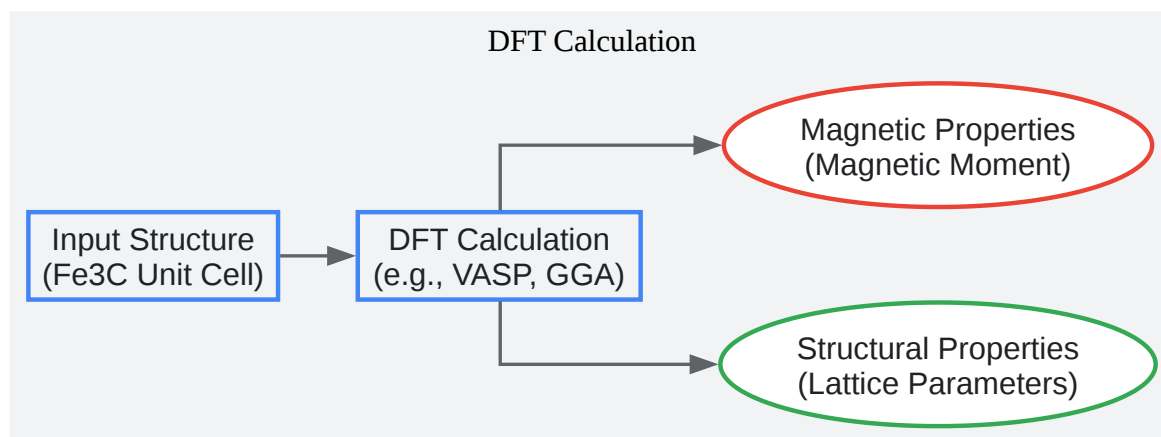 DFT Calculation
Input Structure
(Fe3C Unit Cell)
DFT Calculation
(e.g., VASP, GGA)
Magnetic Properties
(Magnetic Moment)
Structural Properties
(Lattice Parameters)